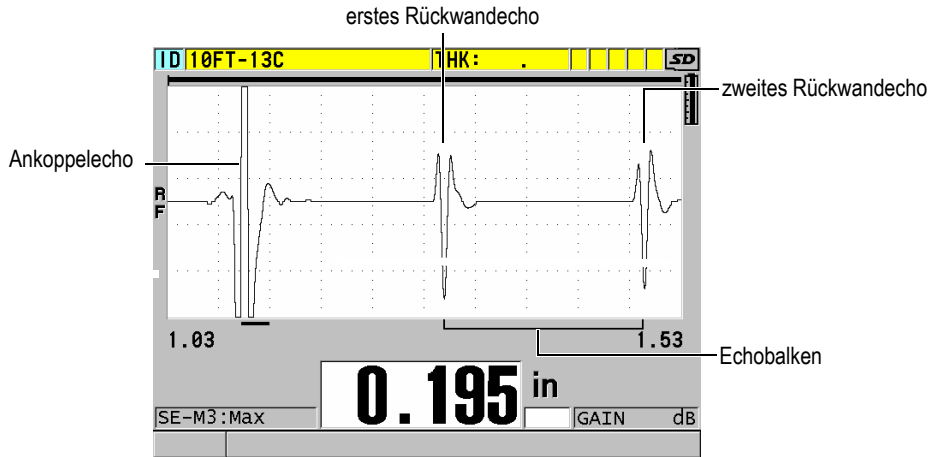 erstes Rückwandecho
ID 10FT-13C THK: . SD
zweites Rückwandecho
Ankoppelecho
RF
1.03 1.53
Echobalken
0.195 in
SE-M3:Max GAIN dB